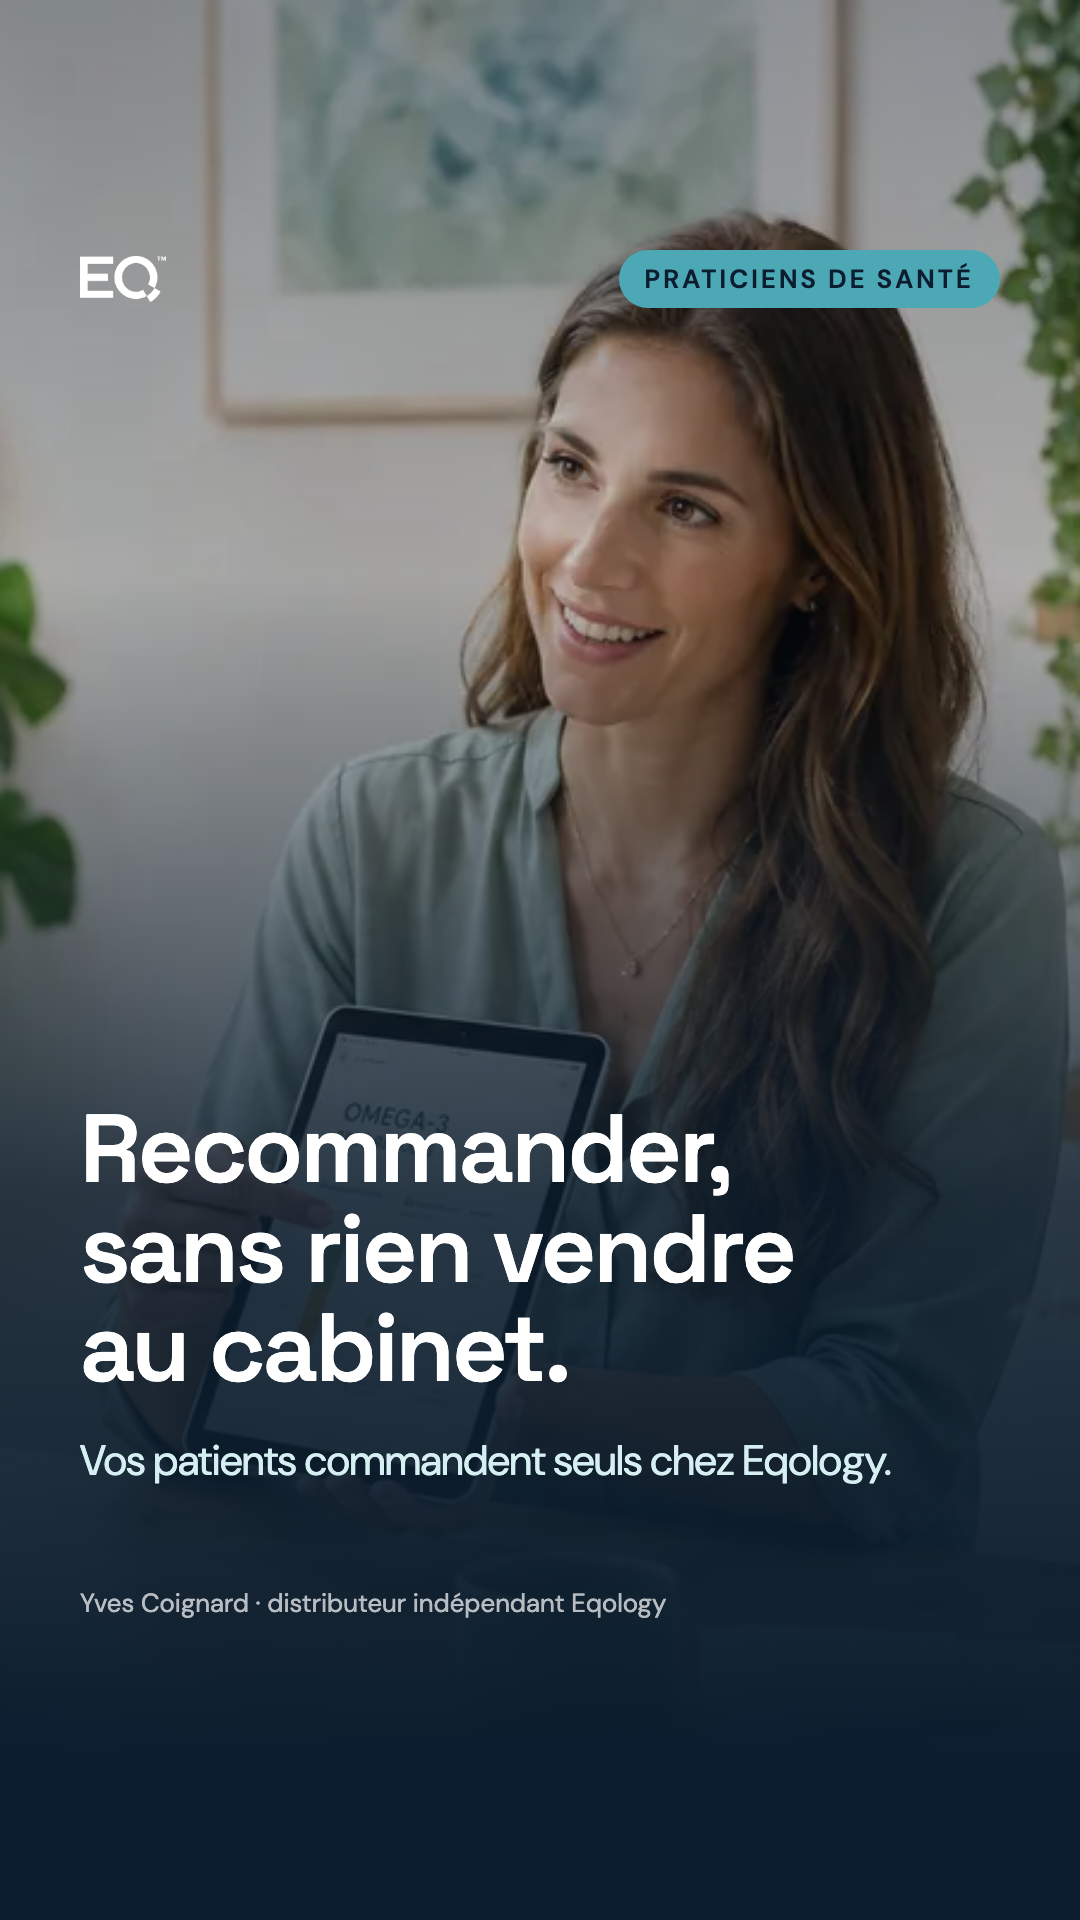 EQ™
PRATICIENS DE SANTÉ
OMEGA-3
Recommander,
sans rien vendre
au cabinet.
Vos patients commandent seuls chez Eqology.
Yves Coignard · distributeur indépendant Eqology